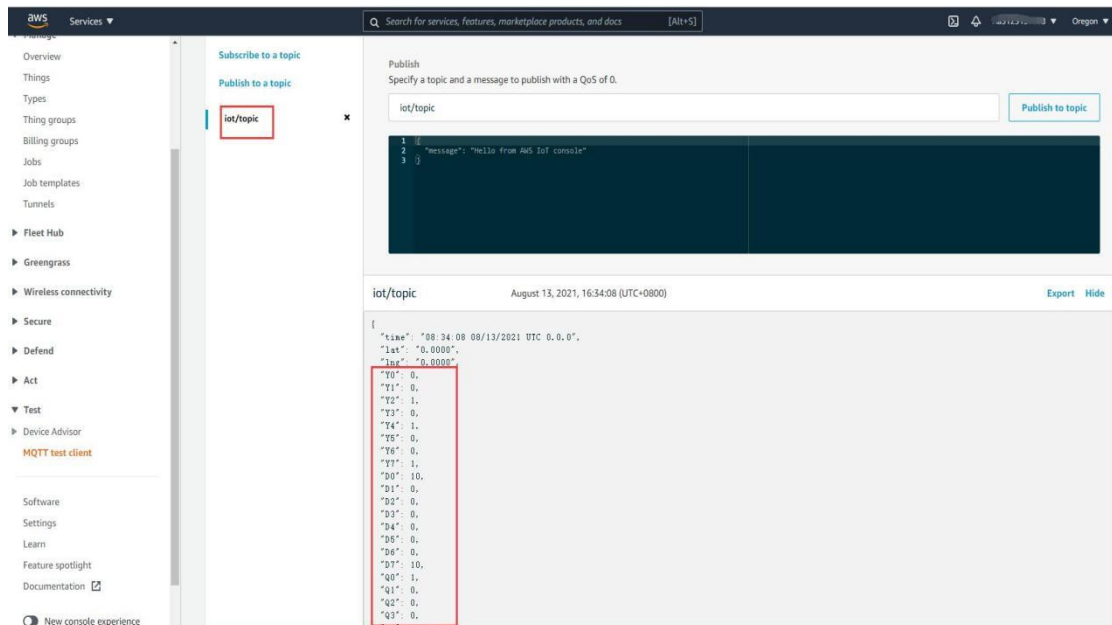 aws
Services ▼
Search for services, features, marketplace products, and docs [Alt+S]
Oregon ▼
Manage
Overview
Things
Types
Thing groups
Billing groups
Jobs
Job templates
Tunnels
Fleet Hub
Greengrass
Wireless connectivity
Secure
Defend
Act
Test
Device Advisor
MQTT test client
Software
Settings
Learn
Feature spotlight
Documentation
New console experience
Subscribe to a topic
Publish to a topic
iot/topic x
Publish
Specify a topic and a message to publish with a QoS of 0.
iot/topic
Publish to topic
1 {
2 "message": "Hello from AWS IoT console"
3 }
iot/topic August 13, 2021, 16:34:08 (UTC+0800) Export Hide
{
"time": "08:34:08 08/13/2021 UTC 0.0.0",
"lat": "0.0000",
"lng": "0.0000",
"Y0": 0,
"Y1": 0,
"Y2": 1,
"Y3": 0,
"Y4": 1,
"Y5": 0,
"Y6": 0,
"Y7": 1,
"D0": 10,
"D1": 0,
"D2": 0,
"D3": 0,
"D4": 0,
"D5": 0,
"D6": 0,
"D7": 10,
"Q0": 1,
"Q1": 0,
"Q2": 0,
"Q3": 0,